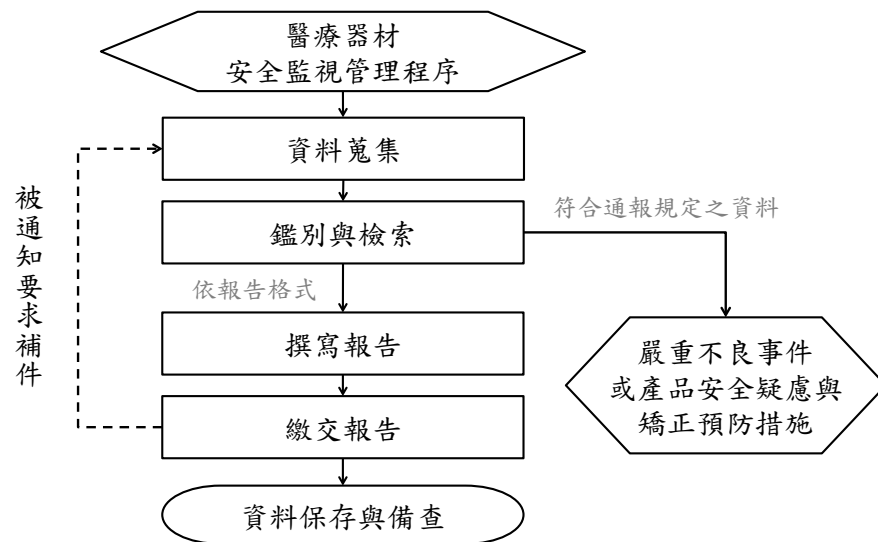 醫療器材
安全監視管理程序
資料蒐集
鑑別與檢索
符合通報規定之資料
依報告格式
撰寫報告
嚴重不良事件
或產品安全疑慮與
矯正預防措施
繳交報告
資料保存與備查
被通知要求補件